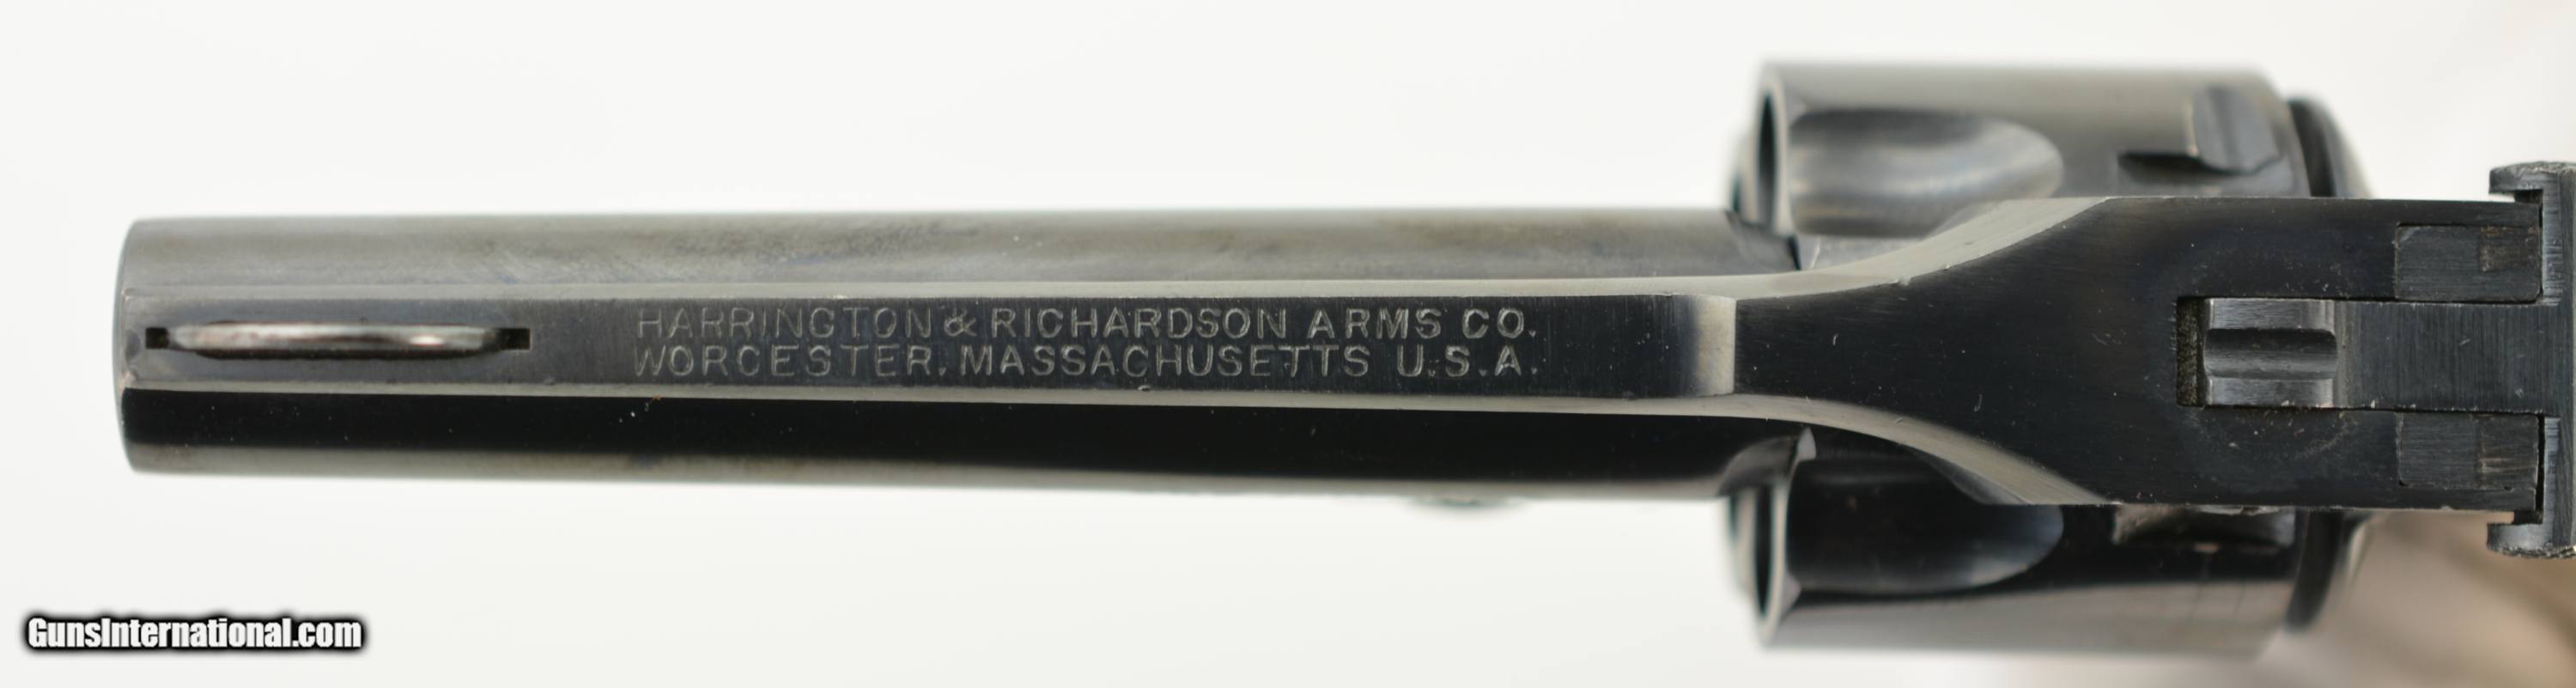 HARRINGTON & RICHARDSON ARMS CO.
WORCESTER, MASSACHUSETTS U.S.A.
GunsInternational.com